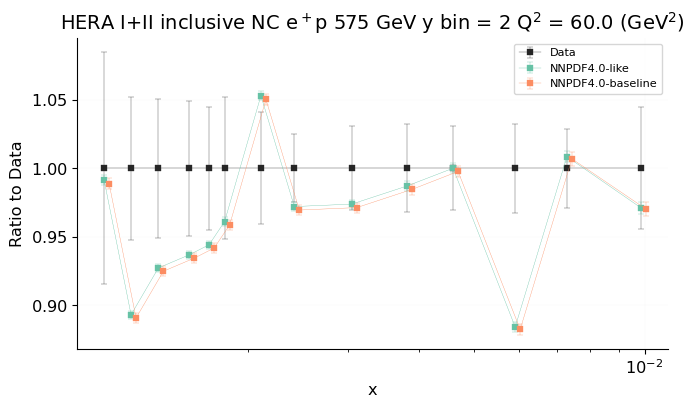 HERA I+II inclusive NC e⁺p 575 GeV y bin = 2 Q² = 60.0 (GeV²)
Data
NNPDF4.0-like
NNPDF4.0-baseline
Ratio to Data
1.05
1.00
0.95
0.90
10⁻²
x